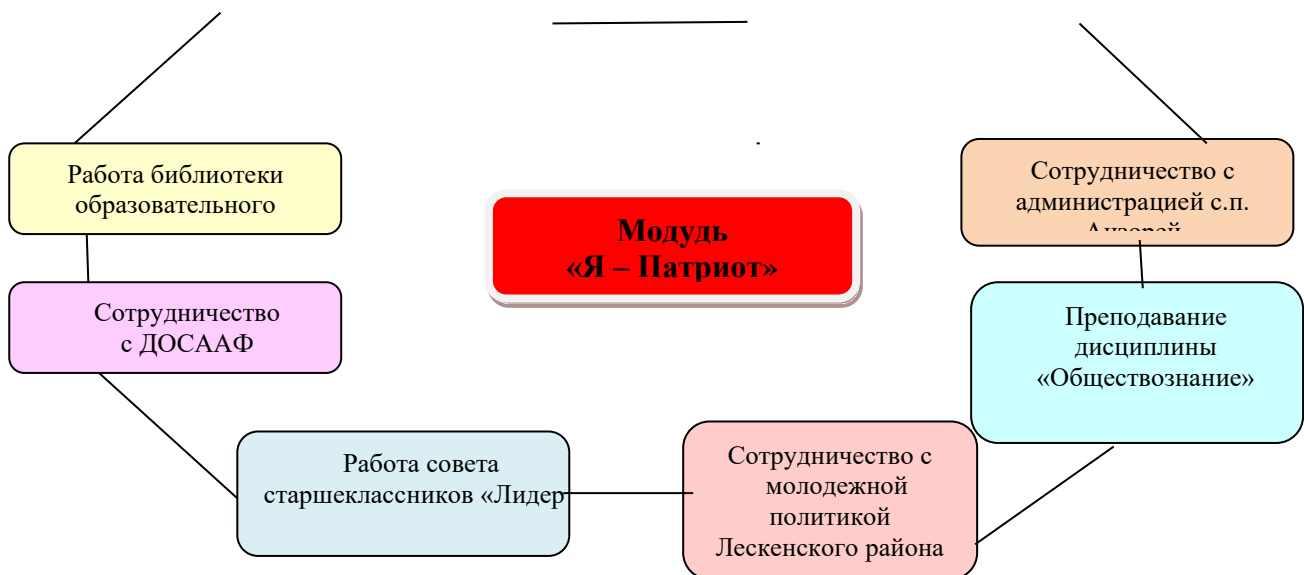 Работа библиотеки
образовательного
Модудь
«Я – Патриот»
Сотрудничество с
администрацией с.п.
Сотрудничество
с ДОСААФ
Преподавание
дисциплины
«Обществознание»
Работа совета
старшеклассников «Лидер
Сотрудничество с
молодежной
политикой
Лескенского района